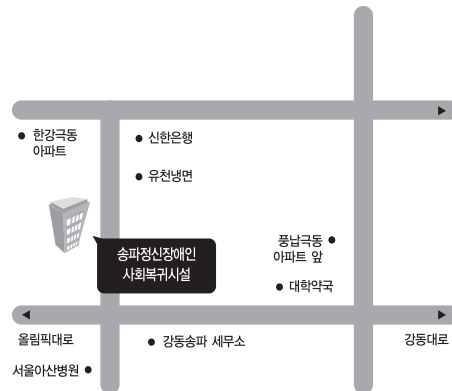 한강극동
아파트
신한은행
유천냉면
송파정신장애인
사회복귀시설
풍납극동
아파트 앞
대학약국
올림픽대로
강동송파 세무소
강동대로
서울아산병원